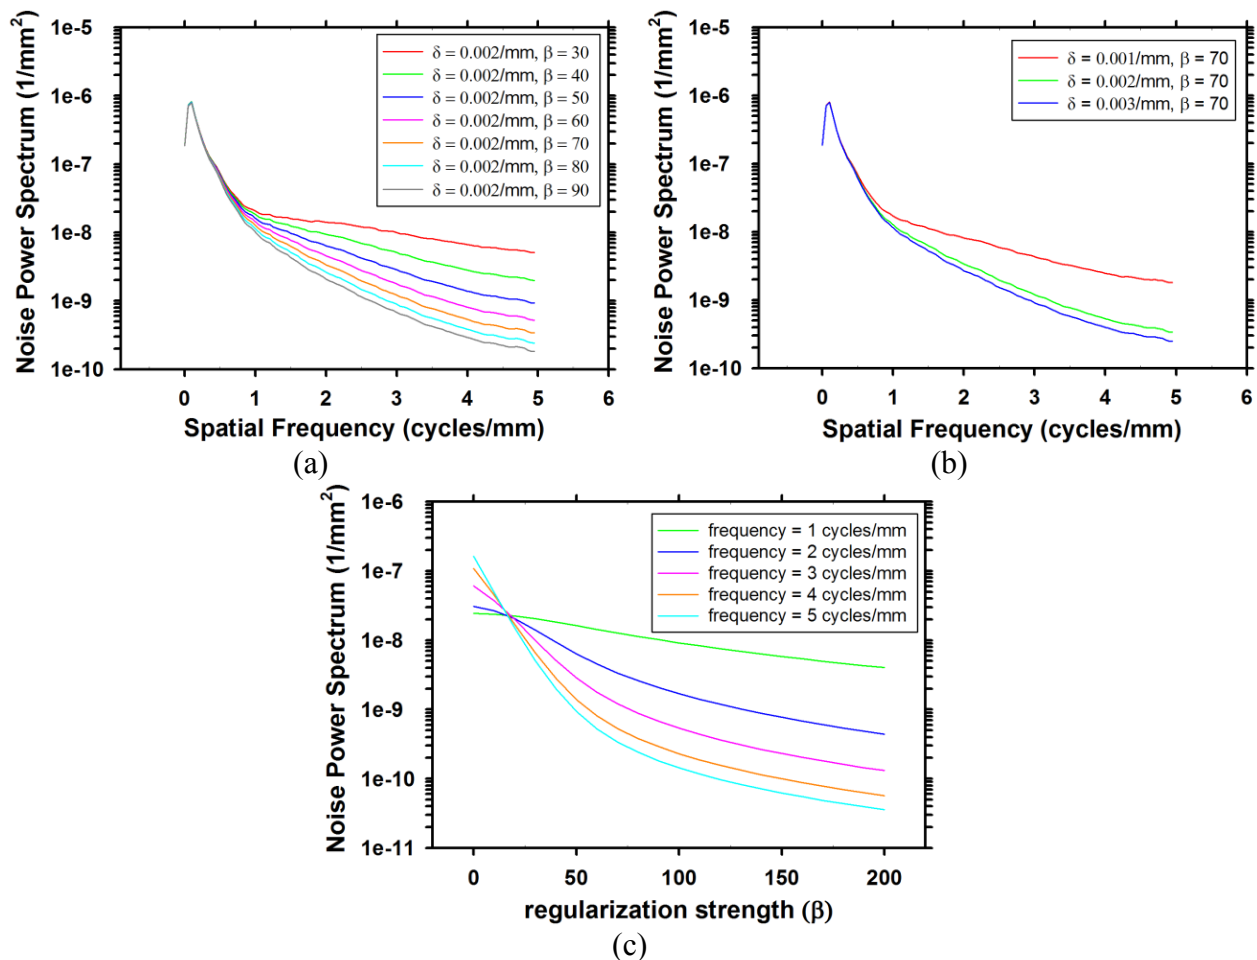 1e-5
1e-6
1e-7
1e-8
1e-9
1e-10
Noise Power Spectrum (1/mm²)
δ = 0.002/mm, β = 30
δ = 0.002/mm, β = 40
δ = 0.002/mm, β = 50
δ = 0.002/mm, β = 60
δ = 0.002/mm, β = 70
δ = 0.002/mm, β = 80
δ = 0.002/mm, β = 90
0 1 2 3 4 5 6
Spatial Frequency (cycles/mm)
(a)
1e-5
1e-6
1e-7
1e-8
1e-9
1e-10
Noise Power Spectrum (1/mm²)
δ = 0.001/mm, β = 70
δ = 0.002/mm, β = 70
δ = 0.003/mm, β = 70
0 1 2 3 4 5 6
Spatial Frequency (cycles/mm)
(b)
1e-6
1e-7
1e-8
1e-9
1e-10
1e-11
Noise Power Spectrum (1/mm²)
frequency = 1 cycles/mm
frequency = 2 cycles/mm
frequency = 3 cycles/mm
frequency = 4 cycles/mm
frequency = 5 cycles/mm
0 50 100 150 200
regularization strength (β)
(c)